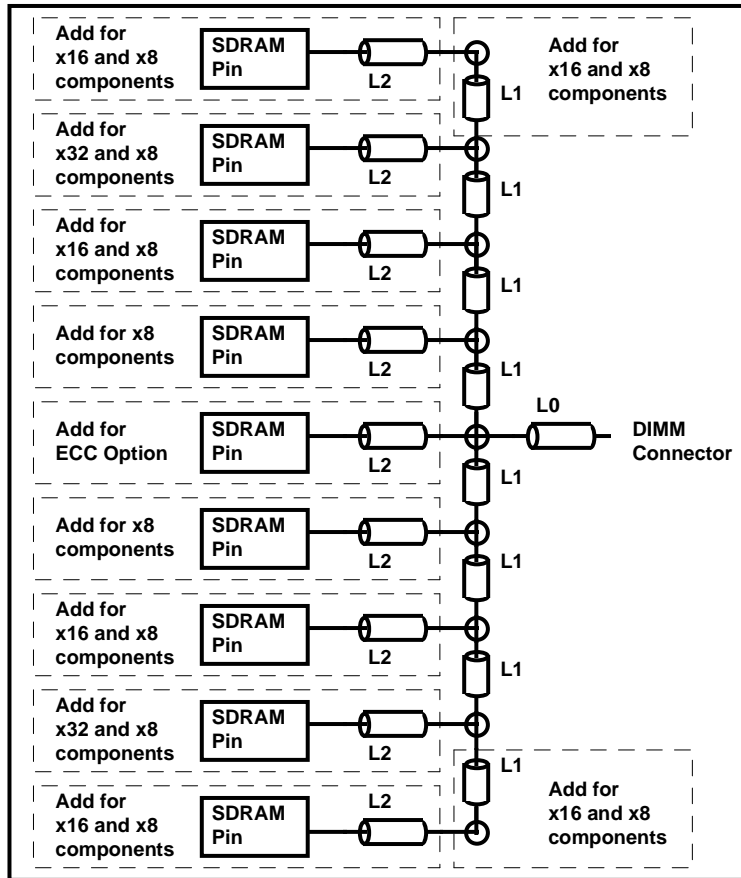 Add for
x16 and x8
components
SDRAM
Pin
L2
L1
Add for
x16 and x8
components
Add for
x32 and x8
components
SDRAM
Pin
L2
L1
Add for
x16 and x8
components
SDRAM
Pin
L2
L1
Add for x8
components
SDRAM
Pin
L2
L1
Add for
ECC Option
SDRAM
Pin
L2
L0
DIMM
Connector
L1
Add for x8
components
SDRAM
Pin
L2
L1
Add for
x16 and x8
components
SDRAM
Pin
L2
L1
Add for
x32 and x8
components
SDRAM
Pin
L2
L1
Add for
x16 and x8
components
Add for
x16 and x8
components
SDRAM
Pin
L2